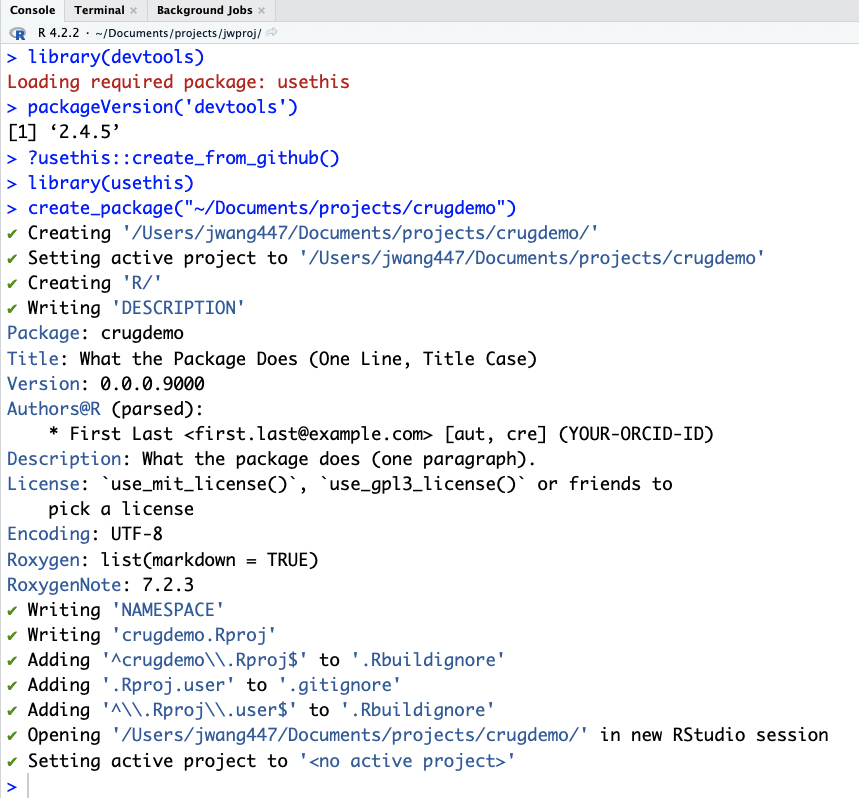 Console Terminal × Background Jobs ×
R R 4.2.2 · ~/Documents/projects/jwproj/
> library(devtools)
Loading required package: usethis
> packageVersion('devtools')
[1] ‘2.4.5’
> ?usethis::create_from_github()
> library(usethis)
> create_package("~/Documents/projects/crugdemo")
✔ Creating '/Users/jwang447/Documents/projects/crugdemo/'
✔ Setting active project to '/Users/jwang447/Documents/projects/crugdemo'
✔ Creating 'R/'
✔ Writing 'DESCRIPTION'
Package: crugdemo
Title: What the Package Does (One Line, Title Case)
Version: 0.0.0.9000
Authors@R (parsed):
    * First Last <first.last@example.com> [aut, cre] (YOUR-ORCID-ID)
Description: What the package does (one paragraph).
License: `use_mit_license()`, `use_gpl3_license()` or friends to
    pick a license
Encoding: UTF-8
Roxygen: list(markdown = TRUE)
RoxygenNote: 7.2.3
✔ Writing 'NAMESPACE'
✔ Writing 'crugdemo.Rproj'
✔ Adding '^crugdemo\\.Rproj$' to '.Rbuildignore'
✔ Adding '.Rproj.user' to '.gitignore'
✔ Adding '^\\.Rproj\\.user$' to '.Rbuildignore'
✔ Opening '/Users/jwang447/Documents/projects/crugdemo/' in new RStudio session
✔ Setting active project to '<no active project>'
>